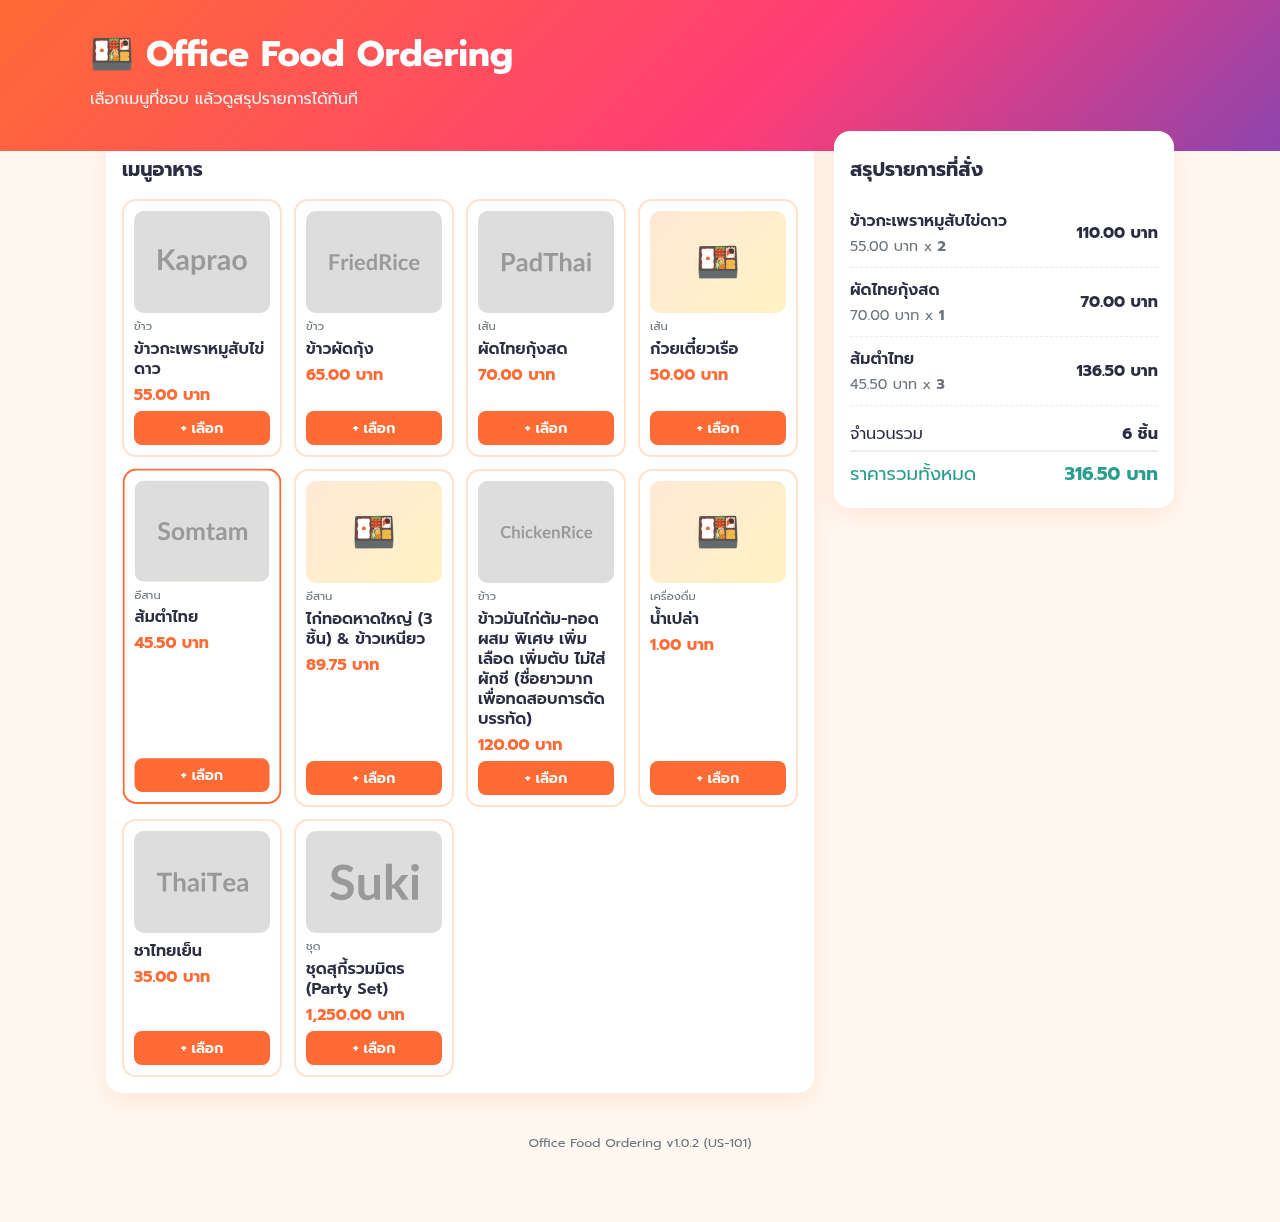 Office Food Ordering
เลือกเมนูที่ชอบ แล้วดูสรุปรายการได้ทันที
เมนูอาหาร
Kaprao
ข้าว
ข้าวกะเพราหมูสับไข่
ดาว
55.00 บาท
+ เลือก
FriedRice
ข้าว
ข้าวผัดกุ้ง
65.00 บาท
+ เลือก
PadThai
เส้น
ผัดไทยกุ้งสด
70.00 บาท
+ เลือก
เส้น
ก๋วยเตี๋ยวเรือ
50.00 บาท
+ เลือก
Somtam
อีสาน
ส้มตำไทย
45.50 บาท
+ เลือก
อีสาน
ไก่ทอดหาดใหญ่ (3
ชิ้น) & ข้าวเหนียว
89.75 บาท
+ เลือก
ChickenRice
ข้าว
ข้าวมันไก่ต้ม-ทอด
ผสม พิเศษ เพิ่ม
เลือด เพิ่มตับ ไม่ใส่
ผักชี (ชื่อยาวมาก
เพื่อทดสอบการตัด
บรรทัด)
120.00 บาท
+ เลือก
เครื่องดื่ม
น้ำเปล่า
1.00 บาท
+ เลือก
ThaiTea
ชาไทยเย็น
35.00 บาท
+ เลือก
Suki
ชุด
ชุดสุกี้รวมมิตร
(Party Set)
1,250.00 บาท
+ เลือก
สรุปรายการที่สั่ง
ข้าวกะเพราหมูสับไข่ดาว
55.00 บาท x 2
110.00 บาท
ผัดไทยกุ้งสด
70.00 บาท x 1
70.00 บาท
ส้มตำไทย
45.50 บาท x 3
136.50 บาท
จำนวนรวม 6 ชิ้น
ราคารวมทั้งหมด 316.50 บาท
Office Food Ordering v1.0.2 (US-101)